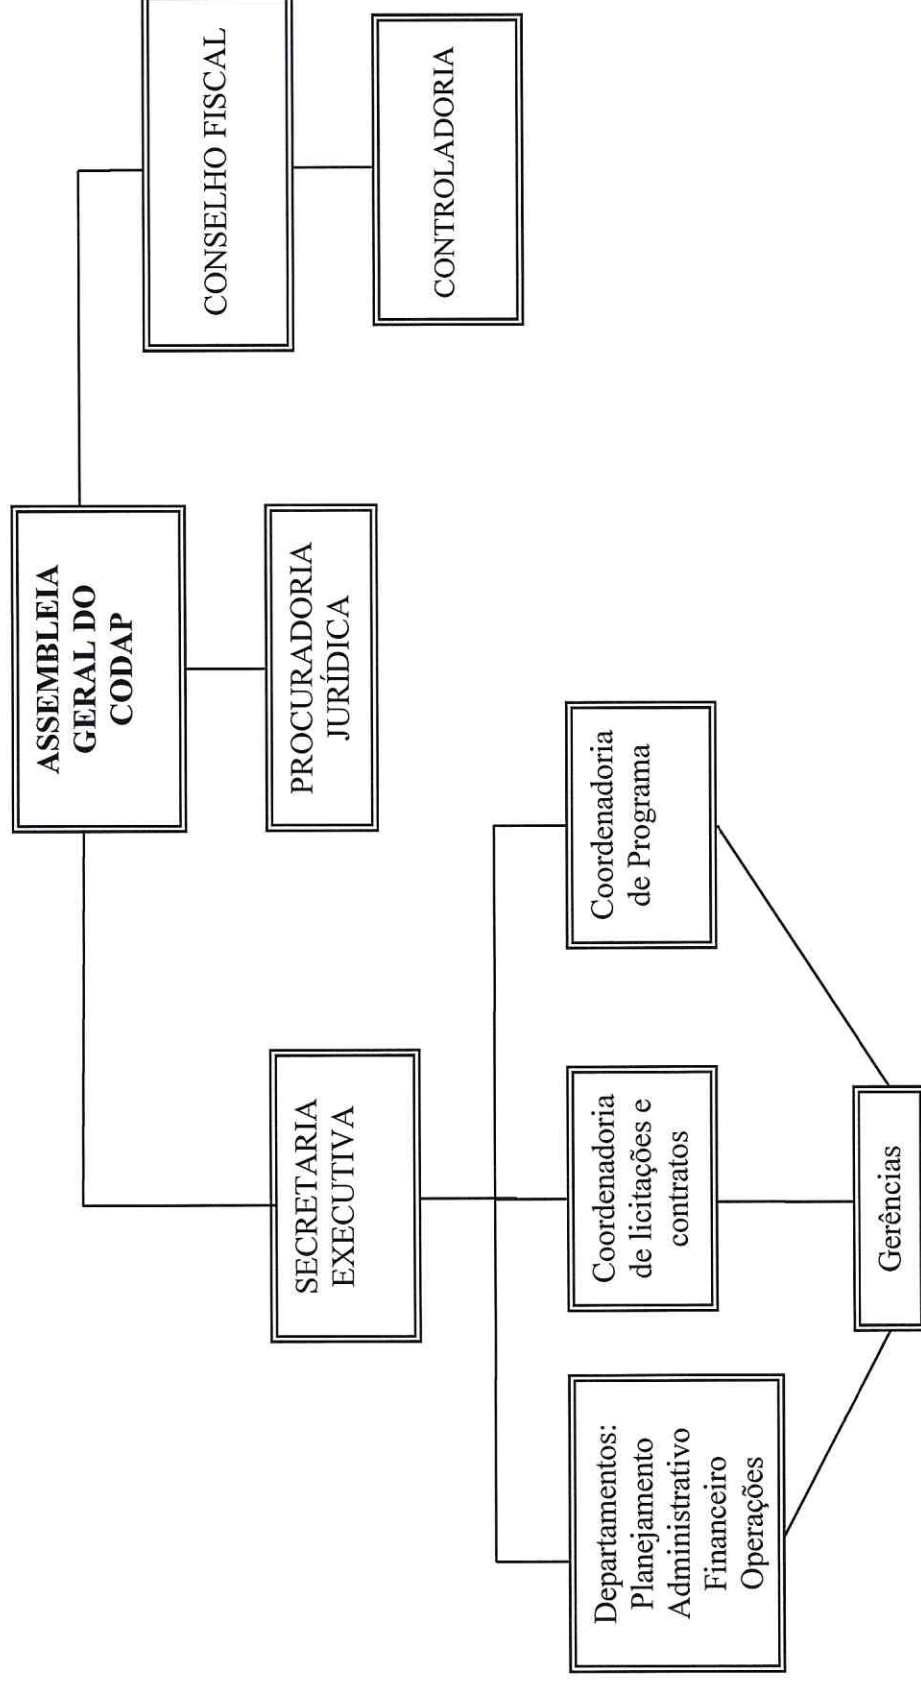 ASSEMBLEIA
GERAL DO
CODAP
CONSELHO FISCAL
PROCURADORIA
JURÍDICA
CONTROLADORIA
SECRETARIA
EXECUTIVA
Departamentos:
Planejamento
Administrativo
Financeiro
Operações
Coordenadoria
de licitações e
contratos
Coordenadoria
de Programa
Gerências